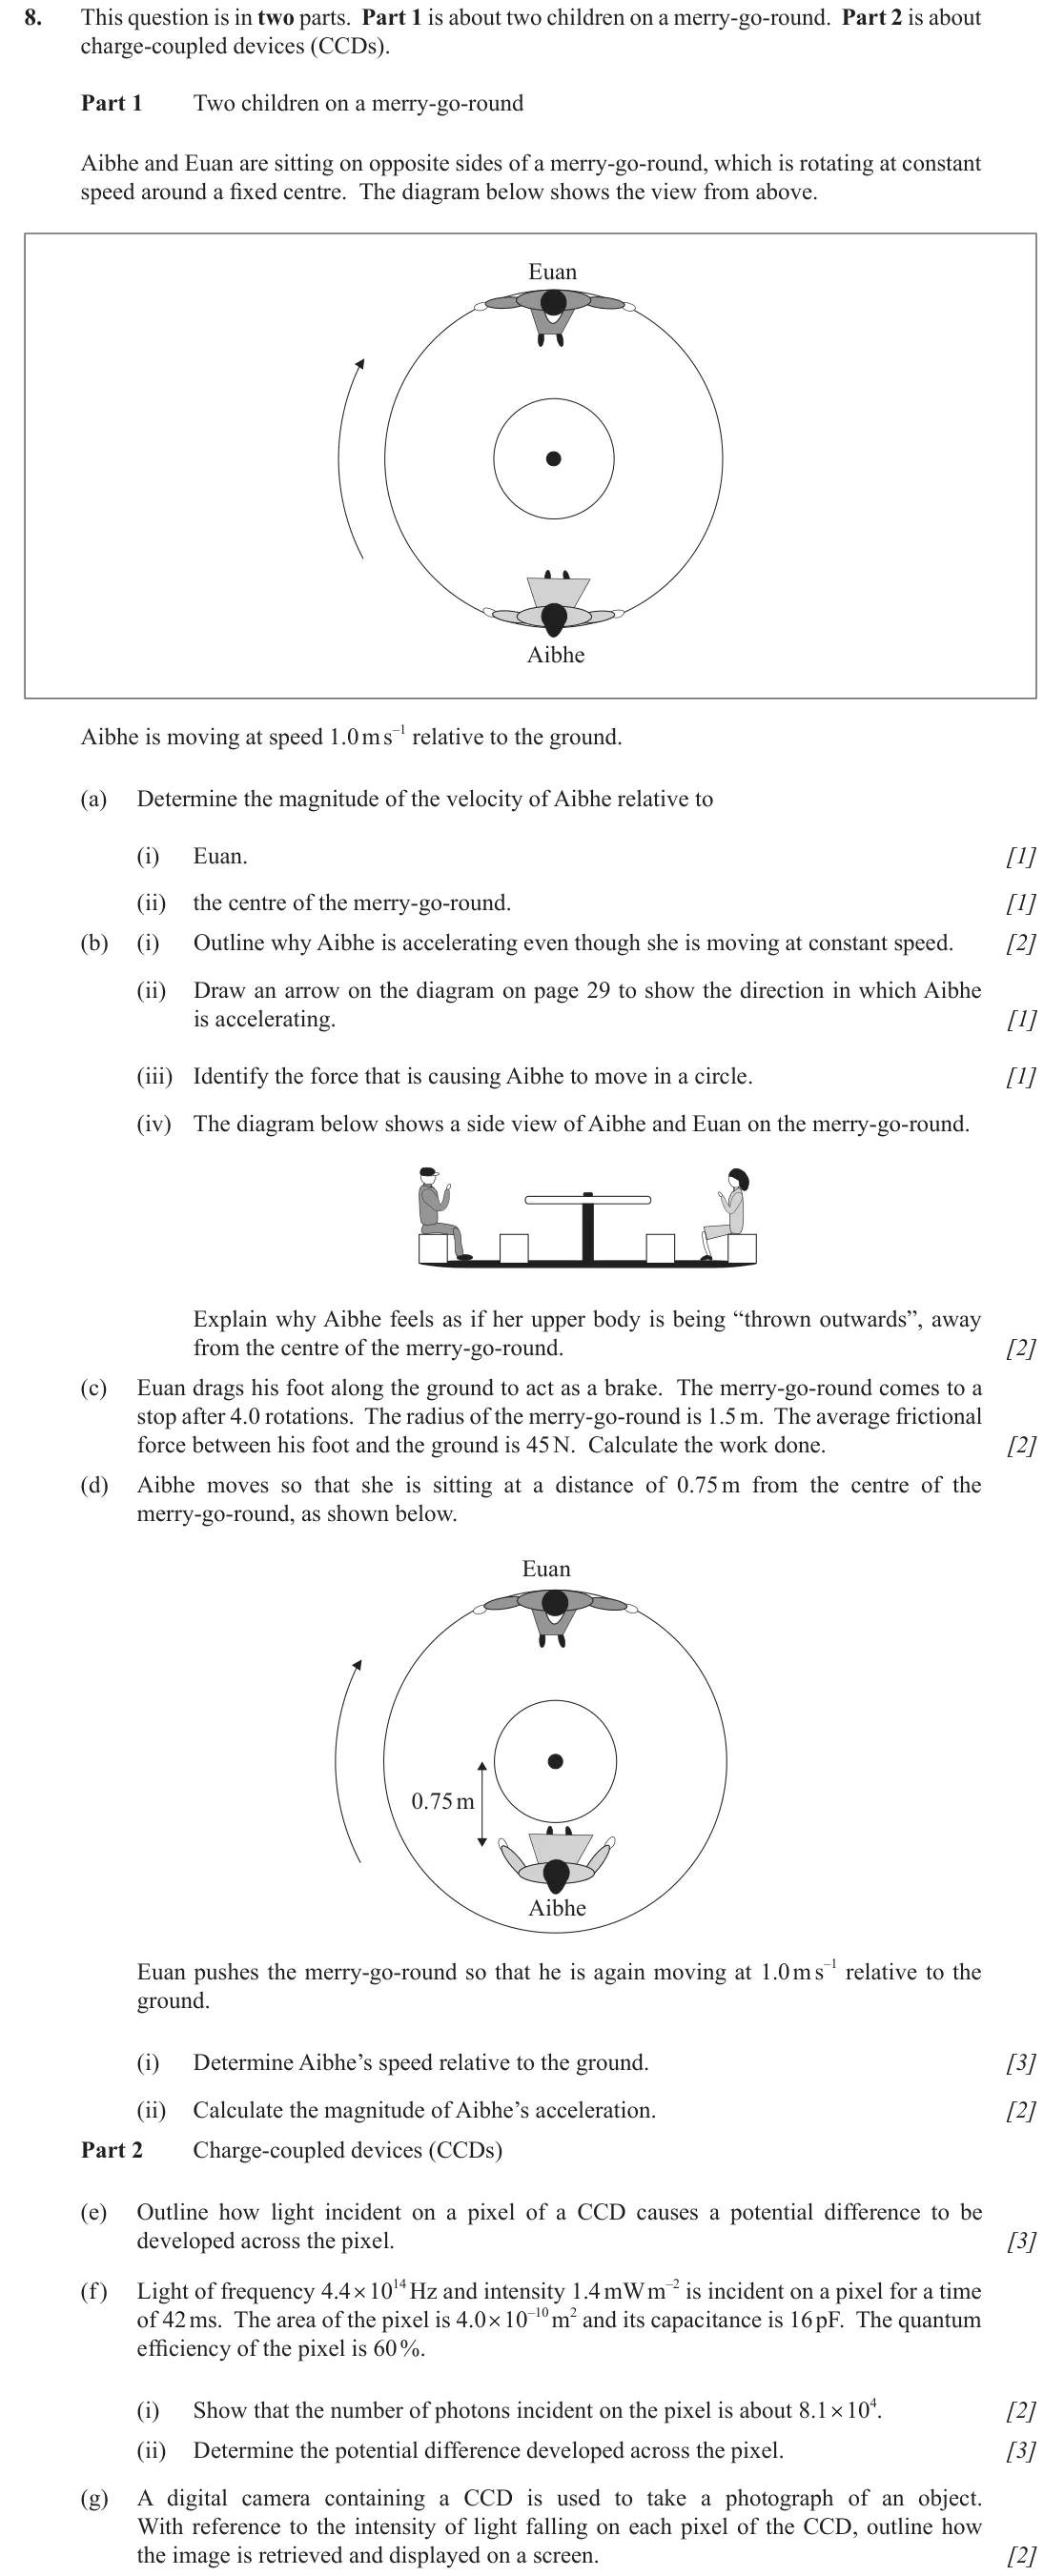 8. This question is in two parts. Part 1 is about two children on a merry-go-round. Part 2 is about
charge-coupled devices (CCDs).
Part 1 Two children on a merry-go-round
Aibhe and Euan are sitting on opposite sides of a merry-go-round, which is rotating at constant
speed around a fixed centre. The diagram below shows the view from above.
Euan
Aibhe
Aibhe is moving at speed 1.0 m s⁻¹ relative to the ground.
(a) Determine the magnitude of the velocity of Aibhe relative to
(i) Euan. [1]
(ii) the centre of the merry-go-round. [1]
(b) (i) Outline why Aibhe is accelerating even though she is moving at constant speed. [2]
(ii) Draw an arrow on the diagram on page 29 to show the direction in which Aibhe
is accelerating. [1]
(iii) Identify the force that is causing Aibhe to move in a circle. [1]
(iv) The diagram below shows a side view of Aibhe and Euan on the merry-go-round.
Explain why Aibhe feels as if her upper body is being “thrown outwards”, away
from the centre of the merry-go-round. [2]
(c) Euan drags his foot along the ground to act as a brake. The merry-go-round comes to a
stop after 4.0 rotations. The radius of the merry-go-round is 1.5 m. The average frictional
force between his foot and the ground is 45 N. Calculate the work done. [2]
(d) Aibhe moves so that she is sitting at a distance of 0.75 m from the centre of the
merry-go-round, as shown below.
Euan
0.75 m
Aibhe
Euan pushes the merry-go-round so that he is again moving at 1.0 m s⁻¹ relative to the
ground.
(i) Determine Aibhe’s speed relative to the ground. [3]
(ii) Calculate the magnitude of Aibhe’s acceleration. [2]
Part 2 Charge-coupled devices (CCDs)
(e) Outline how light incident on a pixel of a CCD causes a potential difference to be
developed across the pixel. [3]
(f) Light of frequency 4.4 × 10¹⁴ Hz and intensity 1.4 mW m⁻² is incident on a pixel for a time
of 42 ms. The area of the pixel is 4.0 × 10⁻¹⁰ m² and its capacitance is 16 pF. The quantum
efficiency of the pixel is 60 %.
(i) Show that the number of photons incident on the pixel is about 8.1 × 10⁴. [2]
(ii) Determine the potential difference developed across the pixel. [3]
(g) A digital camera containing a CCD is used to take a photograph of an object.
With reference to the intensity of light falling on each pixel of the CCD, outline how
the image is retrieved and displayed on a screen. [2]